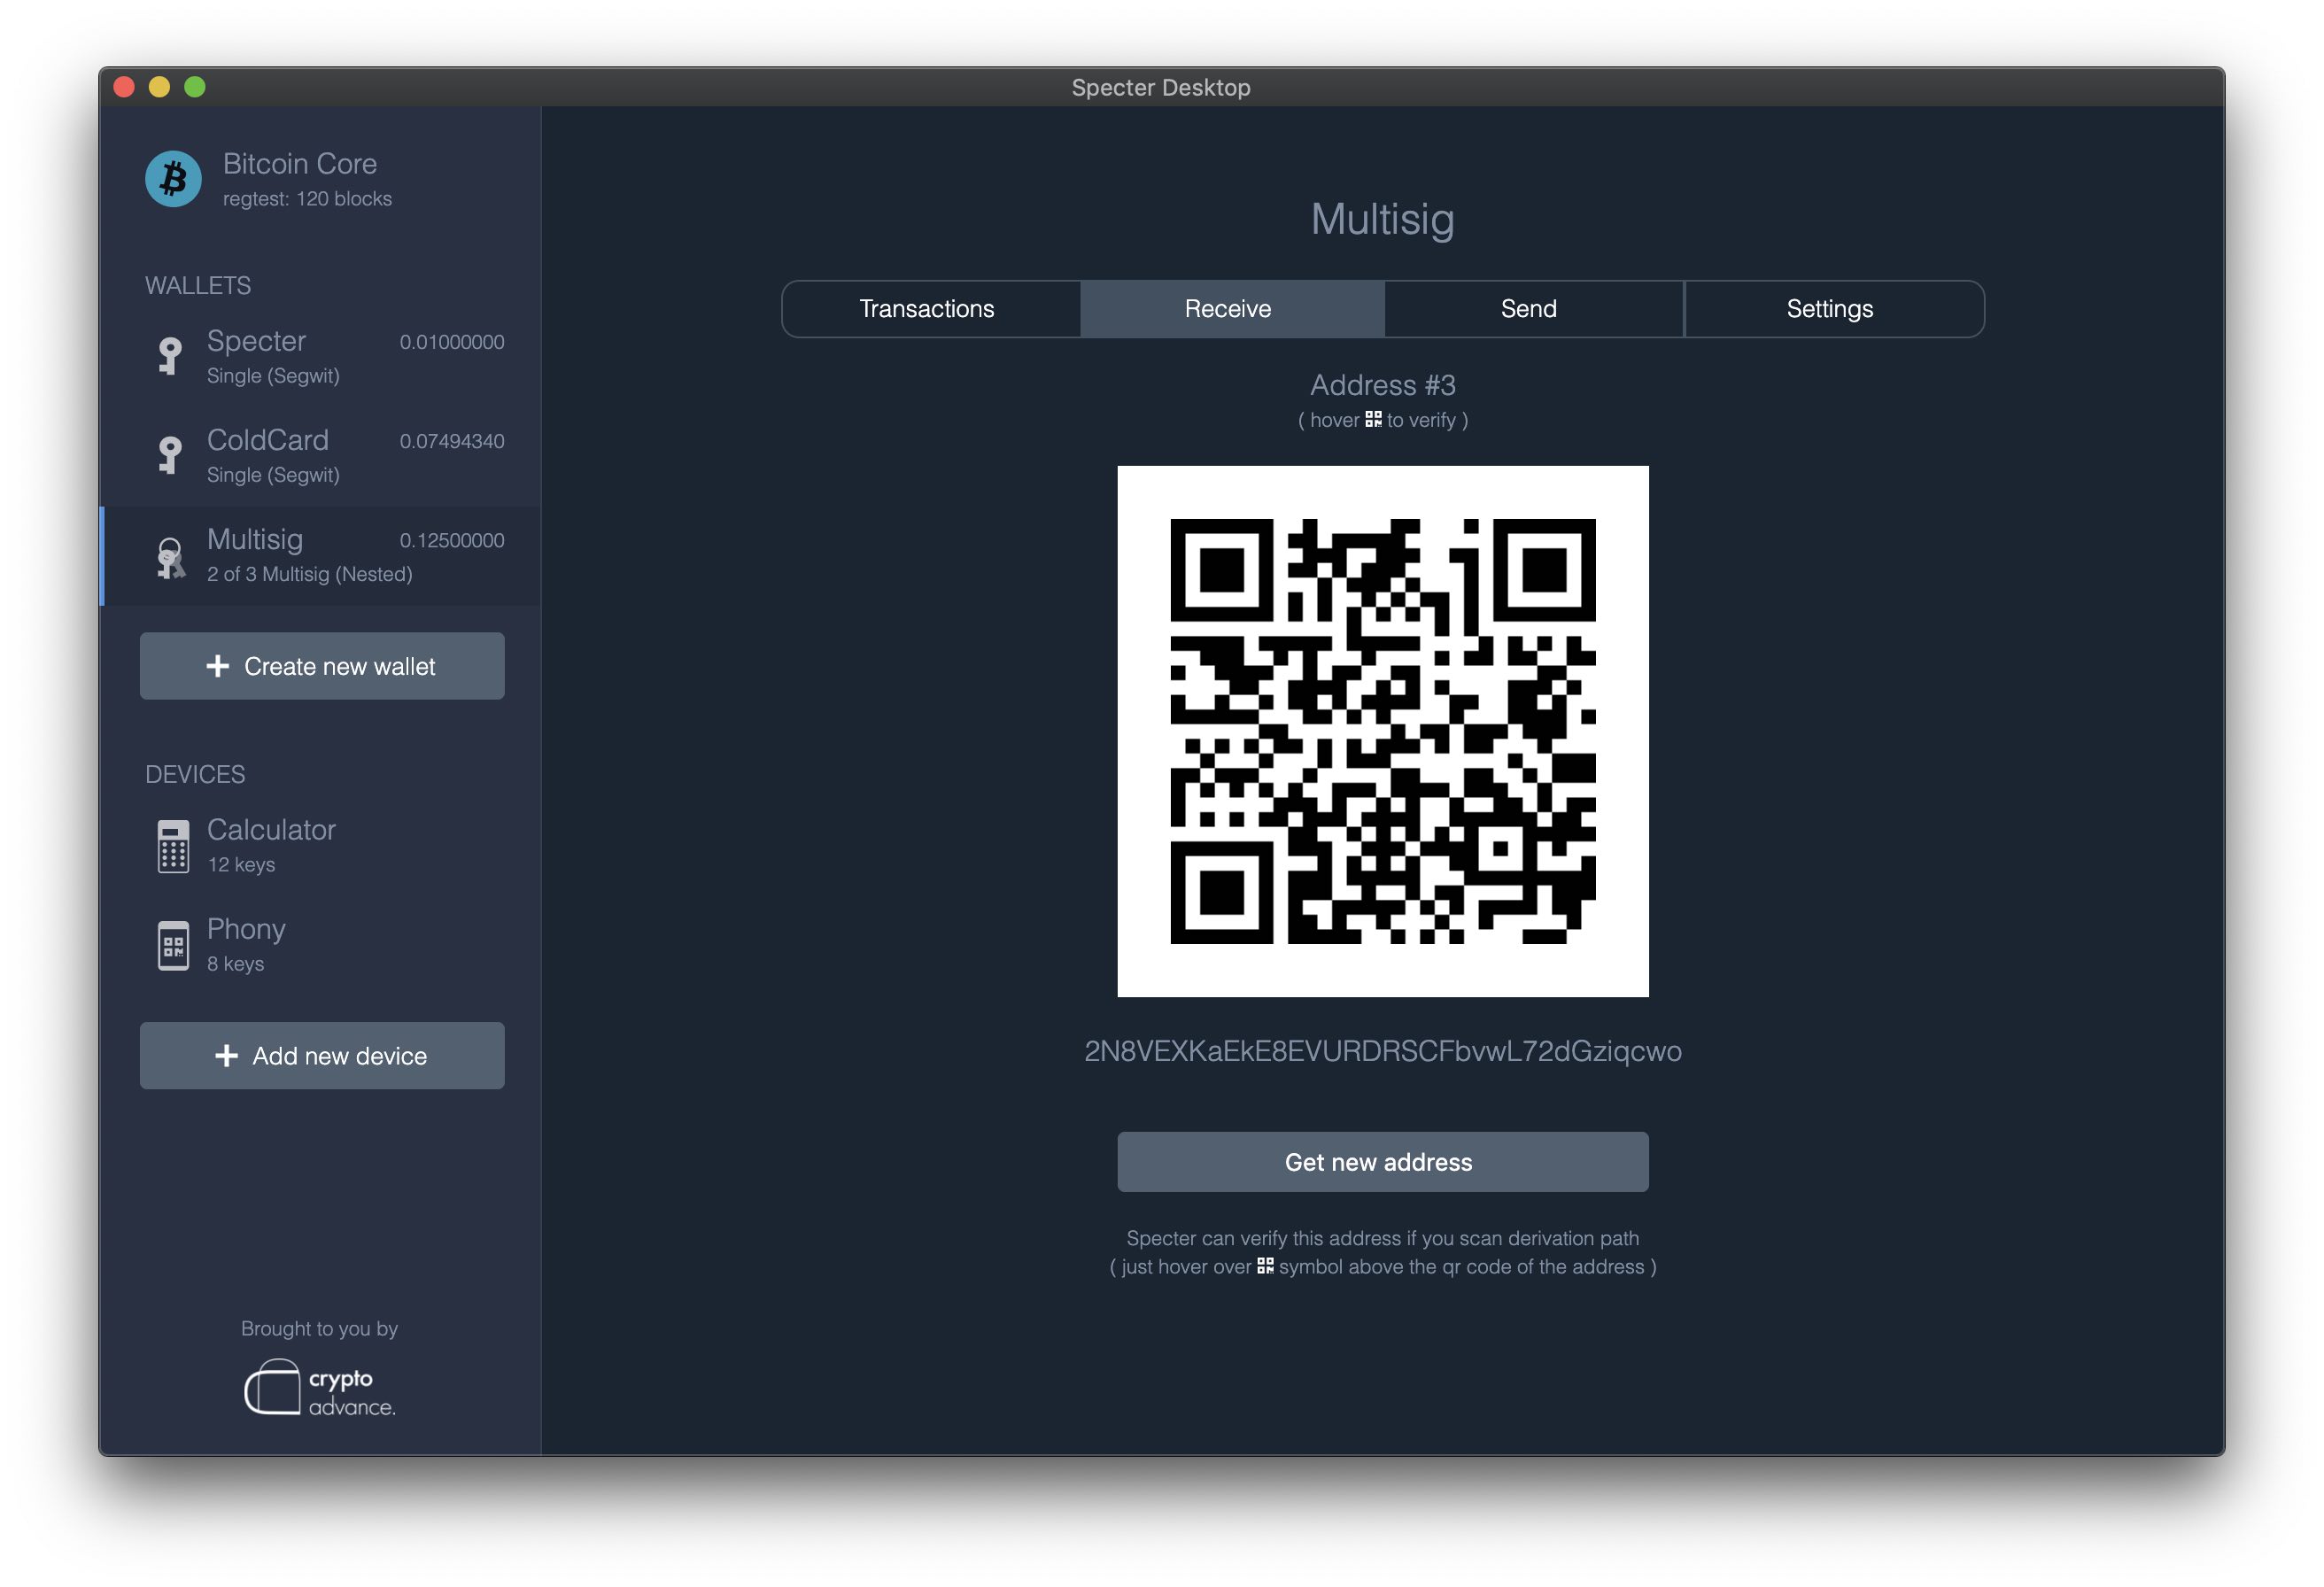 Specter Desktop
Bitcoin Core
regtest: 120 blocks
WALLETS
Specter 0.01000000
Single (Segwit)
ColdCard 0.07494340
Single (Segwit)
Multisig 0.12500000
2 of 3 Multisig (Nested)
+ Create new wallet
DEVICES
Calculator
12 keys
Phony
8 keys
+ Add new device
Brought to you by
crypto
advance.
Multisig
Transactions Receive Send Settings
Address #3
( hover to verify )
2N8VEXKaEkE8EVURDRSCFbvwL72dGziqcwo
Get new address
Specter can verify this address if you scan derivation path
( just hover over symbol above the qr code of the address )